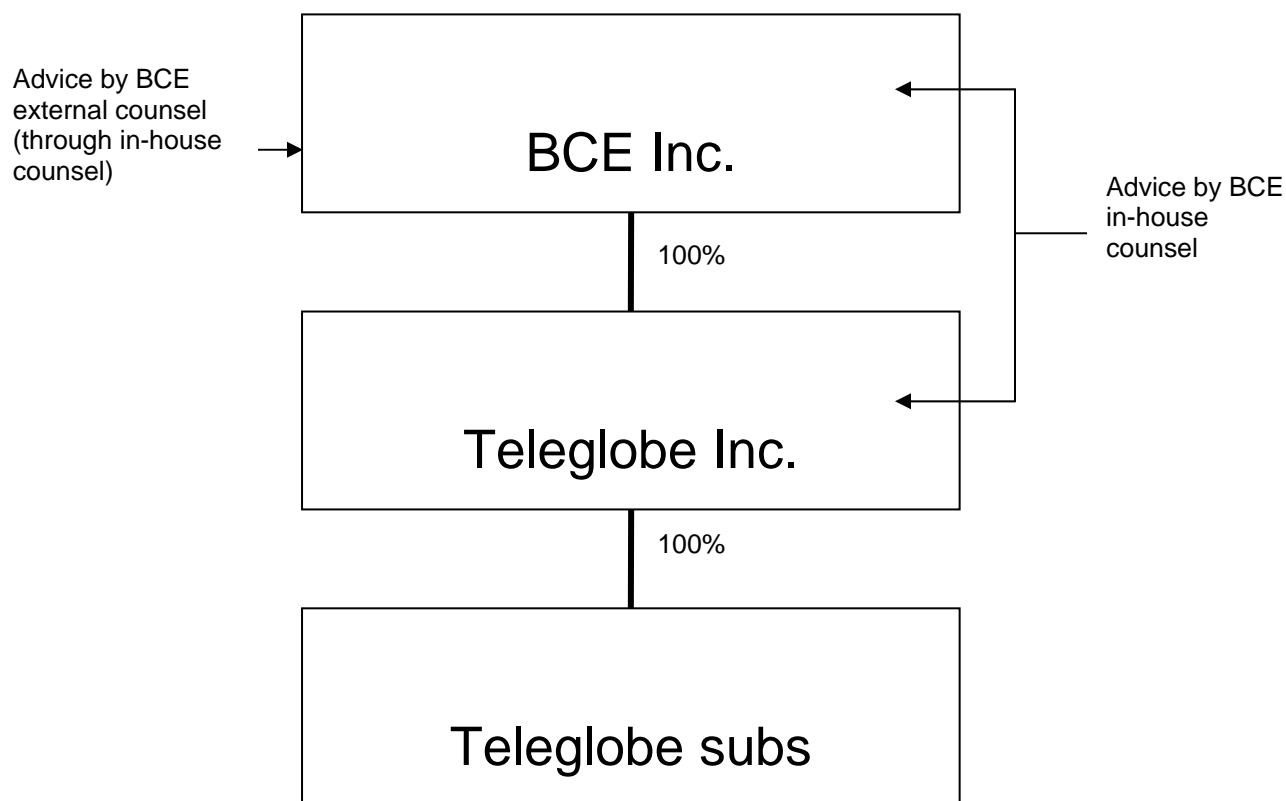 Advice by BCE
external counsel
(through in-house
counsel)
BCE Inc.
Advice by BCE
in-house
counsel
100%
Teleglobe Inc.
100%
Teleglobe subs